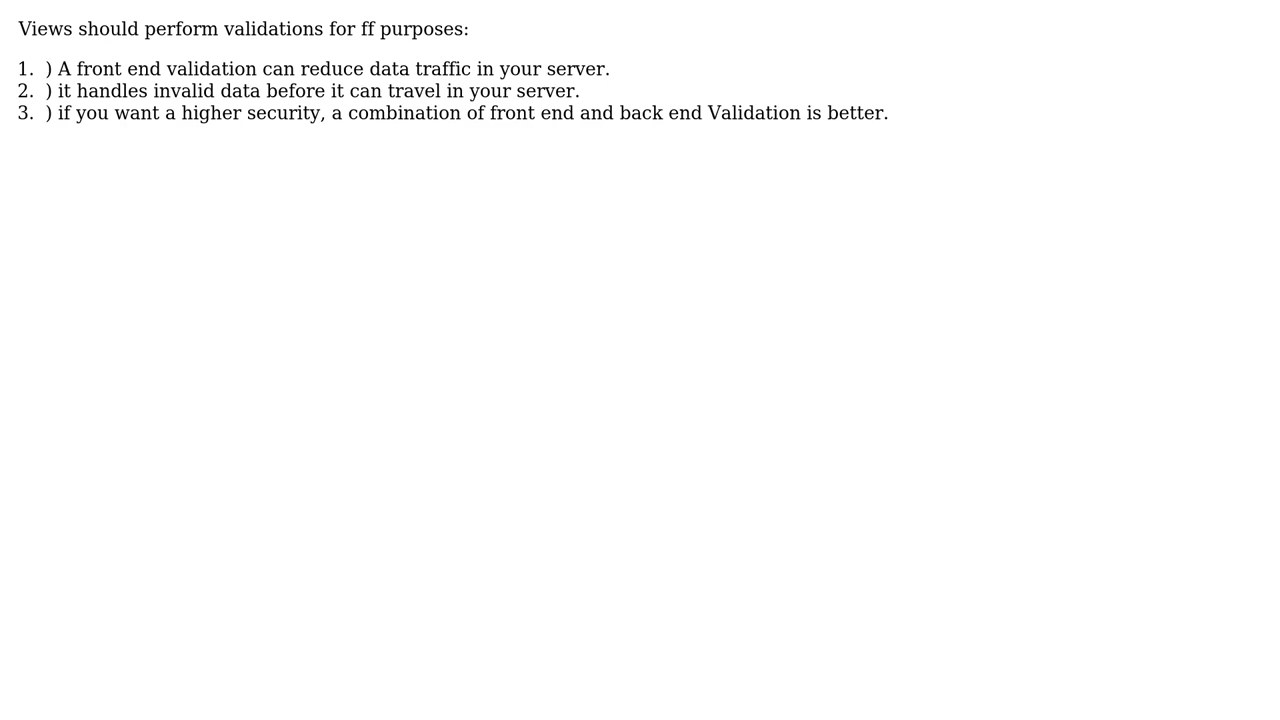 Views should perform validations for ff purposes:
1. ) A front end validation can reduce data traffic in your server.
2. ) it handles invalid data before it can travel in your server.
3. ) if you want a higher security, a combination of front end and back end Validation is better.